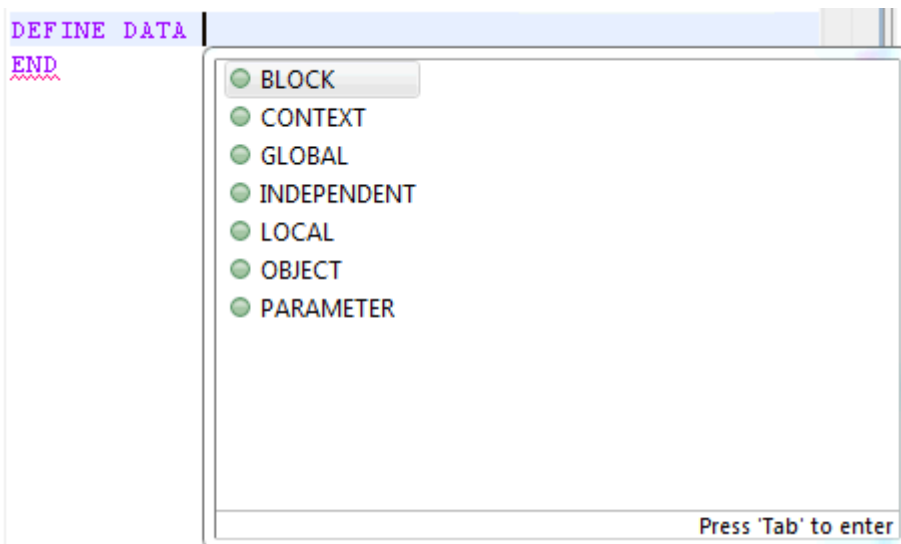 DEFINE DATA
END
BLOCK
CONTEXT
GLOBAL
INDEPENDENT
LOCAL
OBJECT
PARAMETER
Press 'Tab' to enter